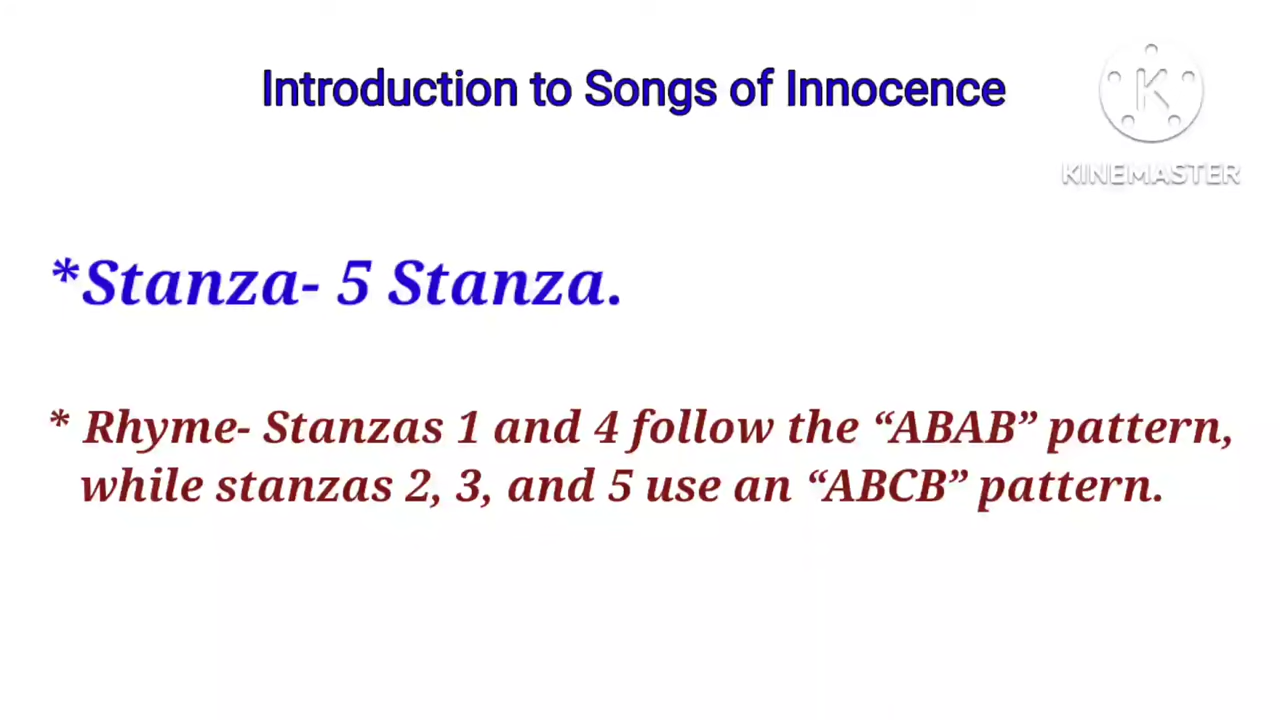 Introduction to Songs of Innocence
K
KINEMASTER
*Stanza- 5 Stanza.
* Rhyme- Stanzas 1 and 4 follow the “ABAB” pattern,
while stanzas 2, 3, and 5 use an “ABCB” pattern.